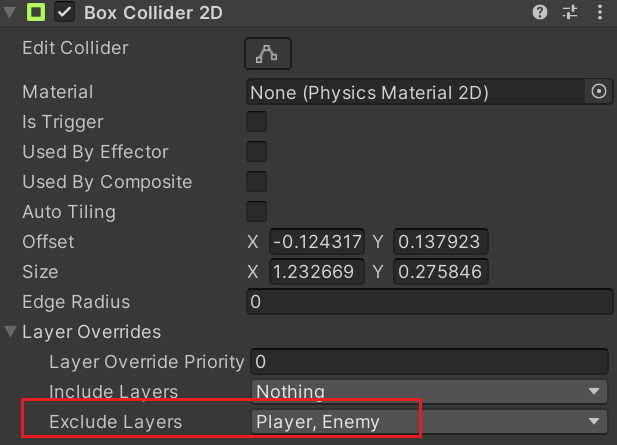 Box Collider 2D
Edit Collider
Material None (Physics Material 2D)
Is Trigger
Used By Effector
Used By Composite
Auto Tiling
Offset X -0.124317 Y 0.137923
Size X 1.232669 Y 0.275846
Edge Radius 0
Layer Overrides
Layer Override Priority 0
Include Layers Nothing
Exclude Layers Player, Enemy